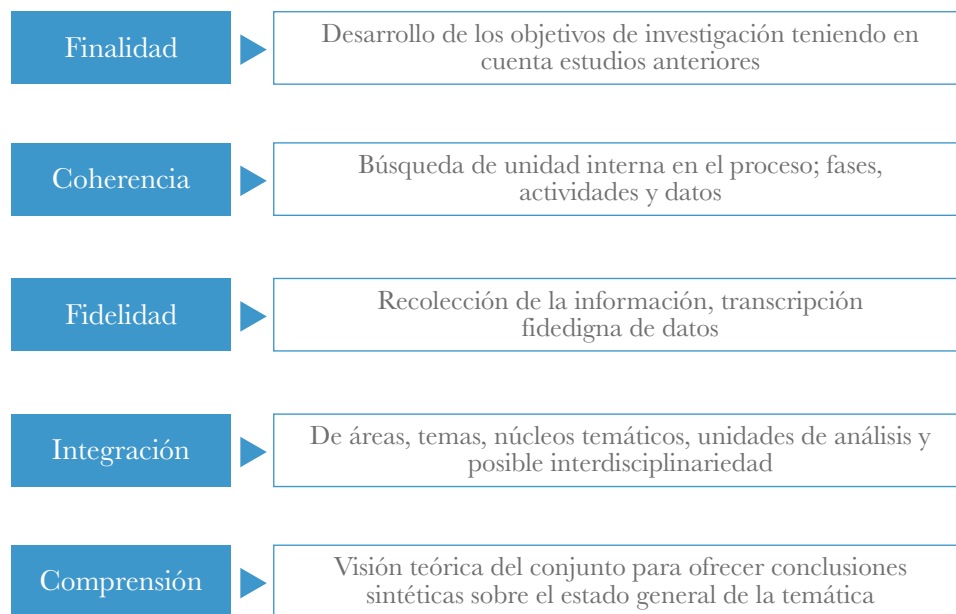 Finalidad
Desarrollo de los objetivos de investigación teniendo en
cuenta estudios anteriores
Coherencia
Búsqueda de unidad interna en el proceso; fases,
actividades y datos
Fidelidad
Recolección de la información, transcripción
fidedigna de datos
Integración
De áreas, temas, núcleos temáticos, unidades de análisis y
posible interdisciplinariedad
Comprensión
Visión teórica del conjunto para ofrecer conclusiones
sintéticas sobre el estado general de la temática